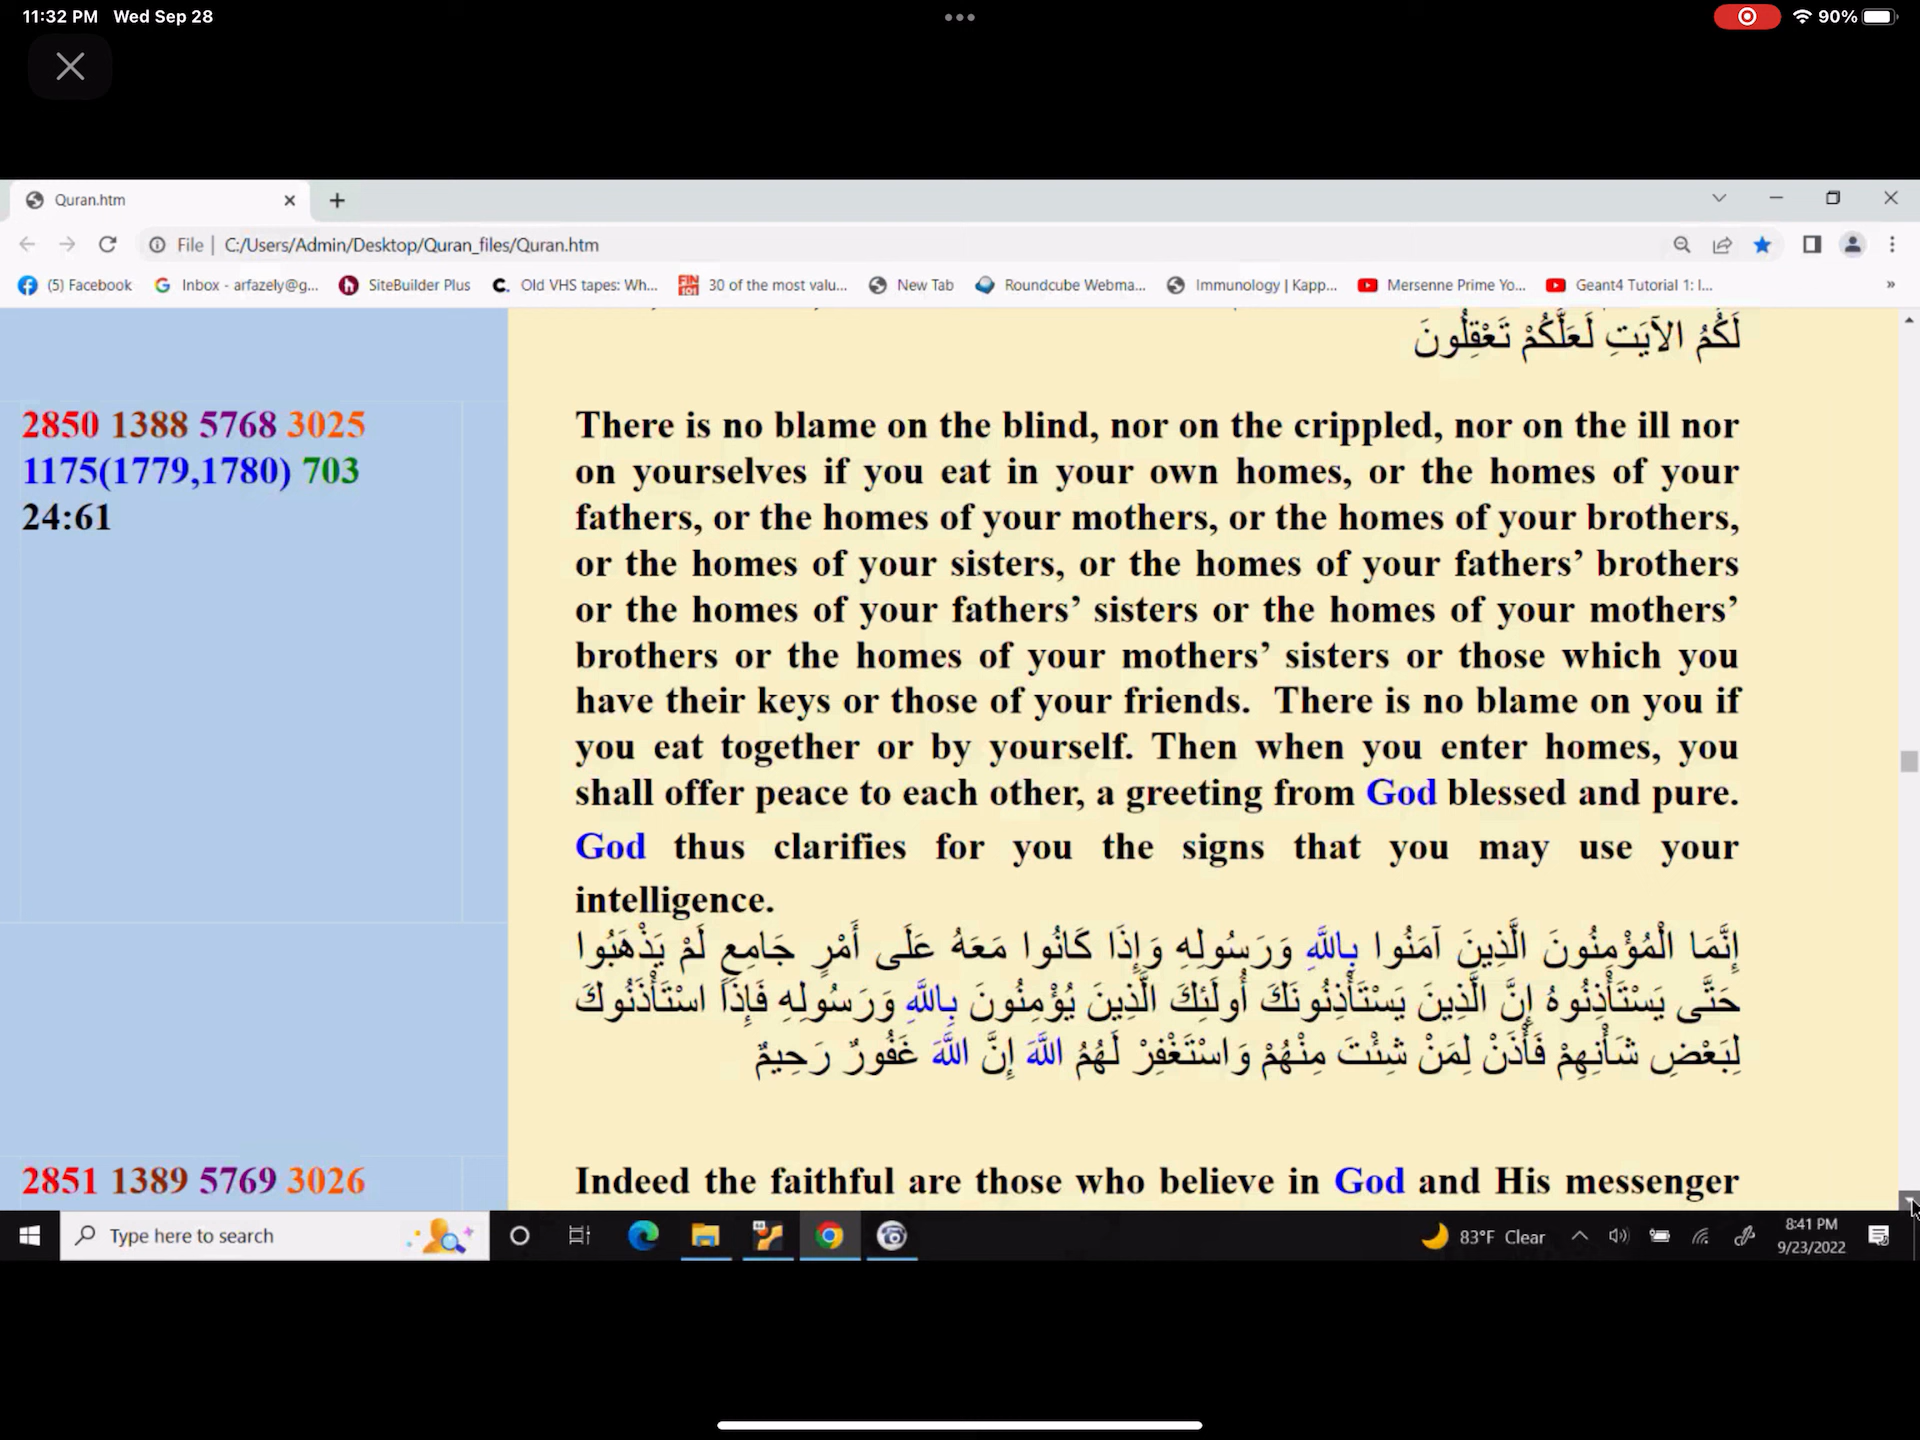 11:32 PM Wed Sep 28
90%
Quran.htm
File | C:/Users/Admin/Desktop/Quran_files/Quran.htm
(5) Facebook Inbox - arfazely@g... SiteBuilder Plus Old VHS tapes: Wh... FIN 101 30 of the most valu... New Tab Roundcube Webma... Immunology | Kapp... Mersenne Prime Yo... Geant4 Tutorial 1: I... »
لَكُمُ الآيَتِ لَعَلَّكُمْ تَعْقِلُونَ
2850 1388 5768 3025
1175(1779,1780) 703
24:61
There is no blame on the blind, nor on the crippled, nor on the ill nor
on yourselves if you eat in your own homes, or the homes of your
fathers, or the homes of your mothers, or the homes of your brothers,
or the homes of your sisters, or the homes of your fathers’ brothers
or the homes of your fathers’ sisters or the homes of your mothers’
brothers or the homes of your mothers’ sisters or those which you
have their keys or those of your friends. There is no blame on you if
you eat together or by yourself. Then when you enter homes, you
shall offer peace to each other, a greeting from God blessed and pure.
God thus clarifies for you the signs that you may use your
intelligence.
إِنَّمَا الْمُؤْمِنُونَ الَّذِينَ آمَنُوا بِاللَّهِ وَرَسُولِهِ وَإِذَا كَانُوا مَعَهُ عَلَى أَمْرٍ جَامِعٍ لَمْ يَذْهَبُوا
حَتَّى يَسْتَأْذِنُوهُ إِنَّ الَّذِينَ يَسْتَأْذِنُونَكَ أُولَئِكَ الَّذِينَ يُؤْمِنُونَ بِاللَّهِ وَرَسُولِهِ فَإِذَا اسْتَأْذَنُوكَ
لِبَعْضِ شَأْنِهِمْ فَأْذَنْ لِمَنْ شِئْتَ مِنْهُمْ وَاسْتَغْفِرْ لَهُمُ اللَّهَ إِنَّ اللَّهَ غَفُورٌ رَحِيمٌ
2851 1389 5769 3026
Indeed the faithful are those who believe in God and His messenger
Type here to search
83°F Clear
8:41 PM
9/23/2022